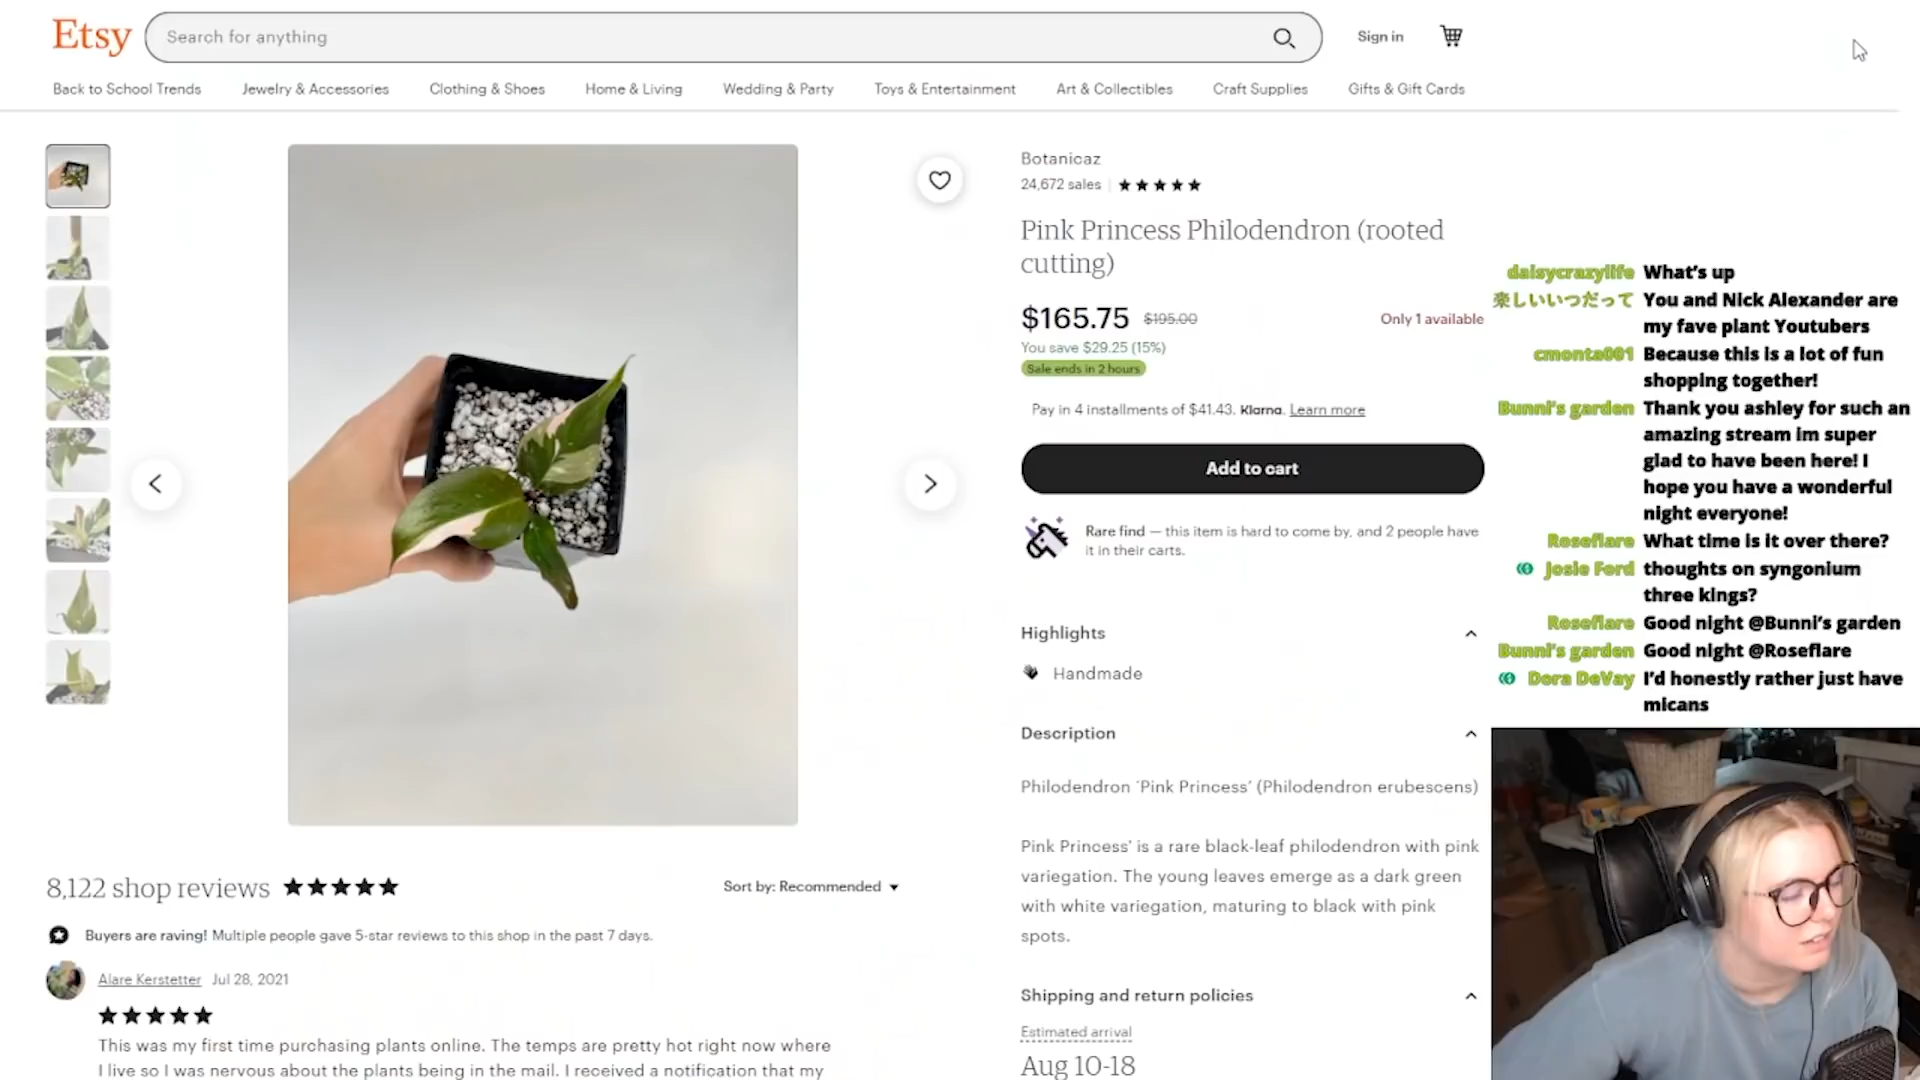 Etsy
Search for anything
Sign in
Back to School Trends
Jewelry & Accessories
Clothing & Shoes
Home & Living
Wedding & Party
Toys & Entertainment
Art & Collectibles
Craft Supplies
Gifts & Gift Cards
Botanicaz
24,672 sales
Pink Princess Philodendron (rooted
cutting)
$165.75 $195.00
Only 1 available
You save $29.25 (15%)
Sale ends in 2 hours
Pay in 4 installments of $41.43. Klarna. Learn more
Add to cart
Rare find — this item is hard to come by, and 2 people have
it in their carts.
Highlights
Handmade
Description
Philodendron 'Pink Princess' (Philodendron erubescens)
Pink Princess' is a rare black-leaf philodendron with pink
variegation. The young leaves emerge as a dark green
with white variegation, maturing to black with pink
spots.
Shipping and return policies
Estimated arrival
Aug 10-18
8,122 shop reviews
Sort by: Recommended
Buyers are raving! Multiple people gave 5-star reviews to this shop in the past 7 days.
Alare Kerstetter Jul 28, 2021
This was my first time purchasing plants online. The temps are pretty hot right now where
I live so I was nervous about the plants being in the mail. I received a notification that my
daisycrazylife What's up
楽しいいつだって You and Nick Alexander are
my fave plant Youtubers
cmonta001 Because this is a lot of fun
shopping together!
Bunni's garden Thank you ashley for such an
amazing stream im super
glad to have been here! I
hope you have a wonderful
night everyone!
Roseflare What time is it over there?
Josie Ford thoughts on syngonium
three kings?
Roseflare Good night @Bunni's garden
Bunni's garden Good night @Roseflare
Dora DeVay I'd honestly rather just have
micans